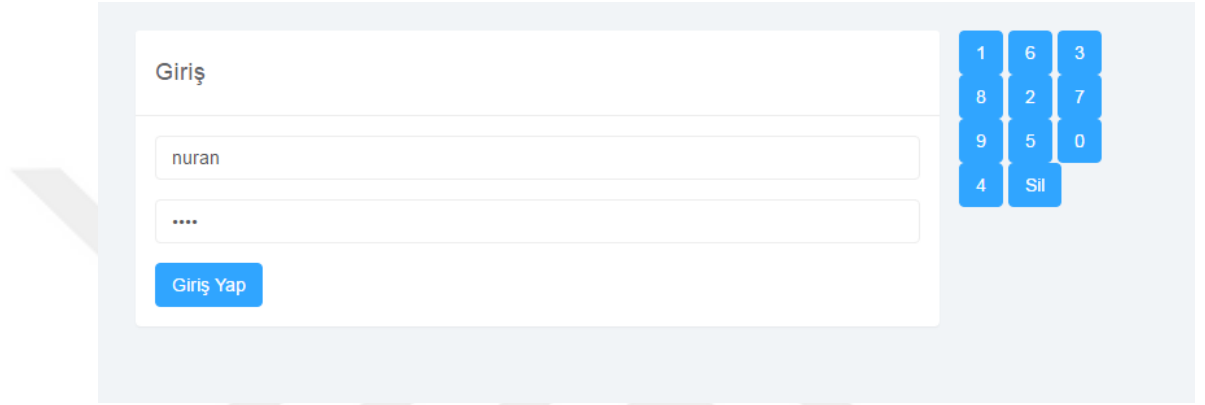 Giriş
nuran
••••
Giriş Yap
1 6 3
8 2 7
9 5 0
4 Sil